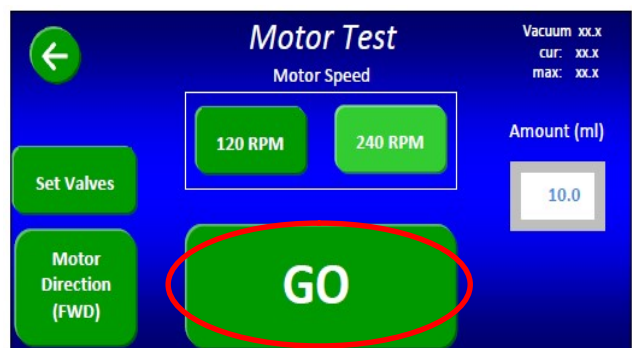 Motor Test
Motor Speed
Vacuum xx.x
cur: xx.x
max: xx.x
120 RPM
240 RPM
Amount (ml)
10.0
Set Valves
Motor
Direction
(FWD)
GO